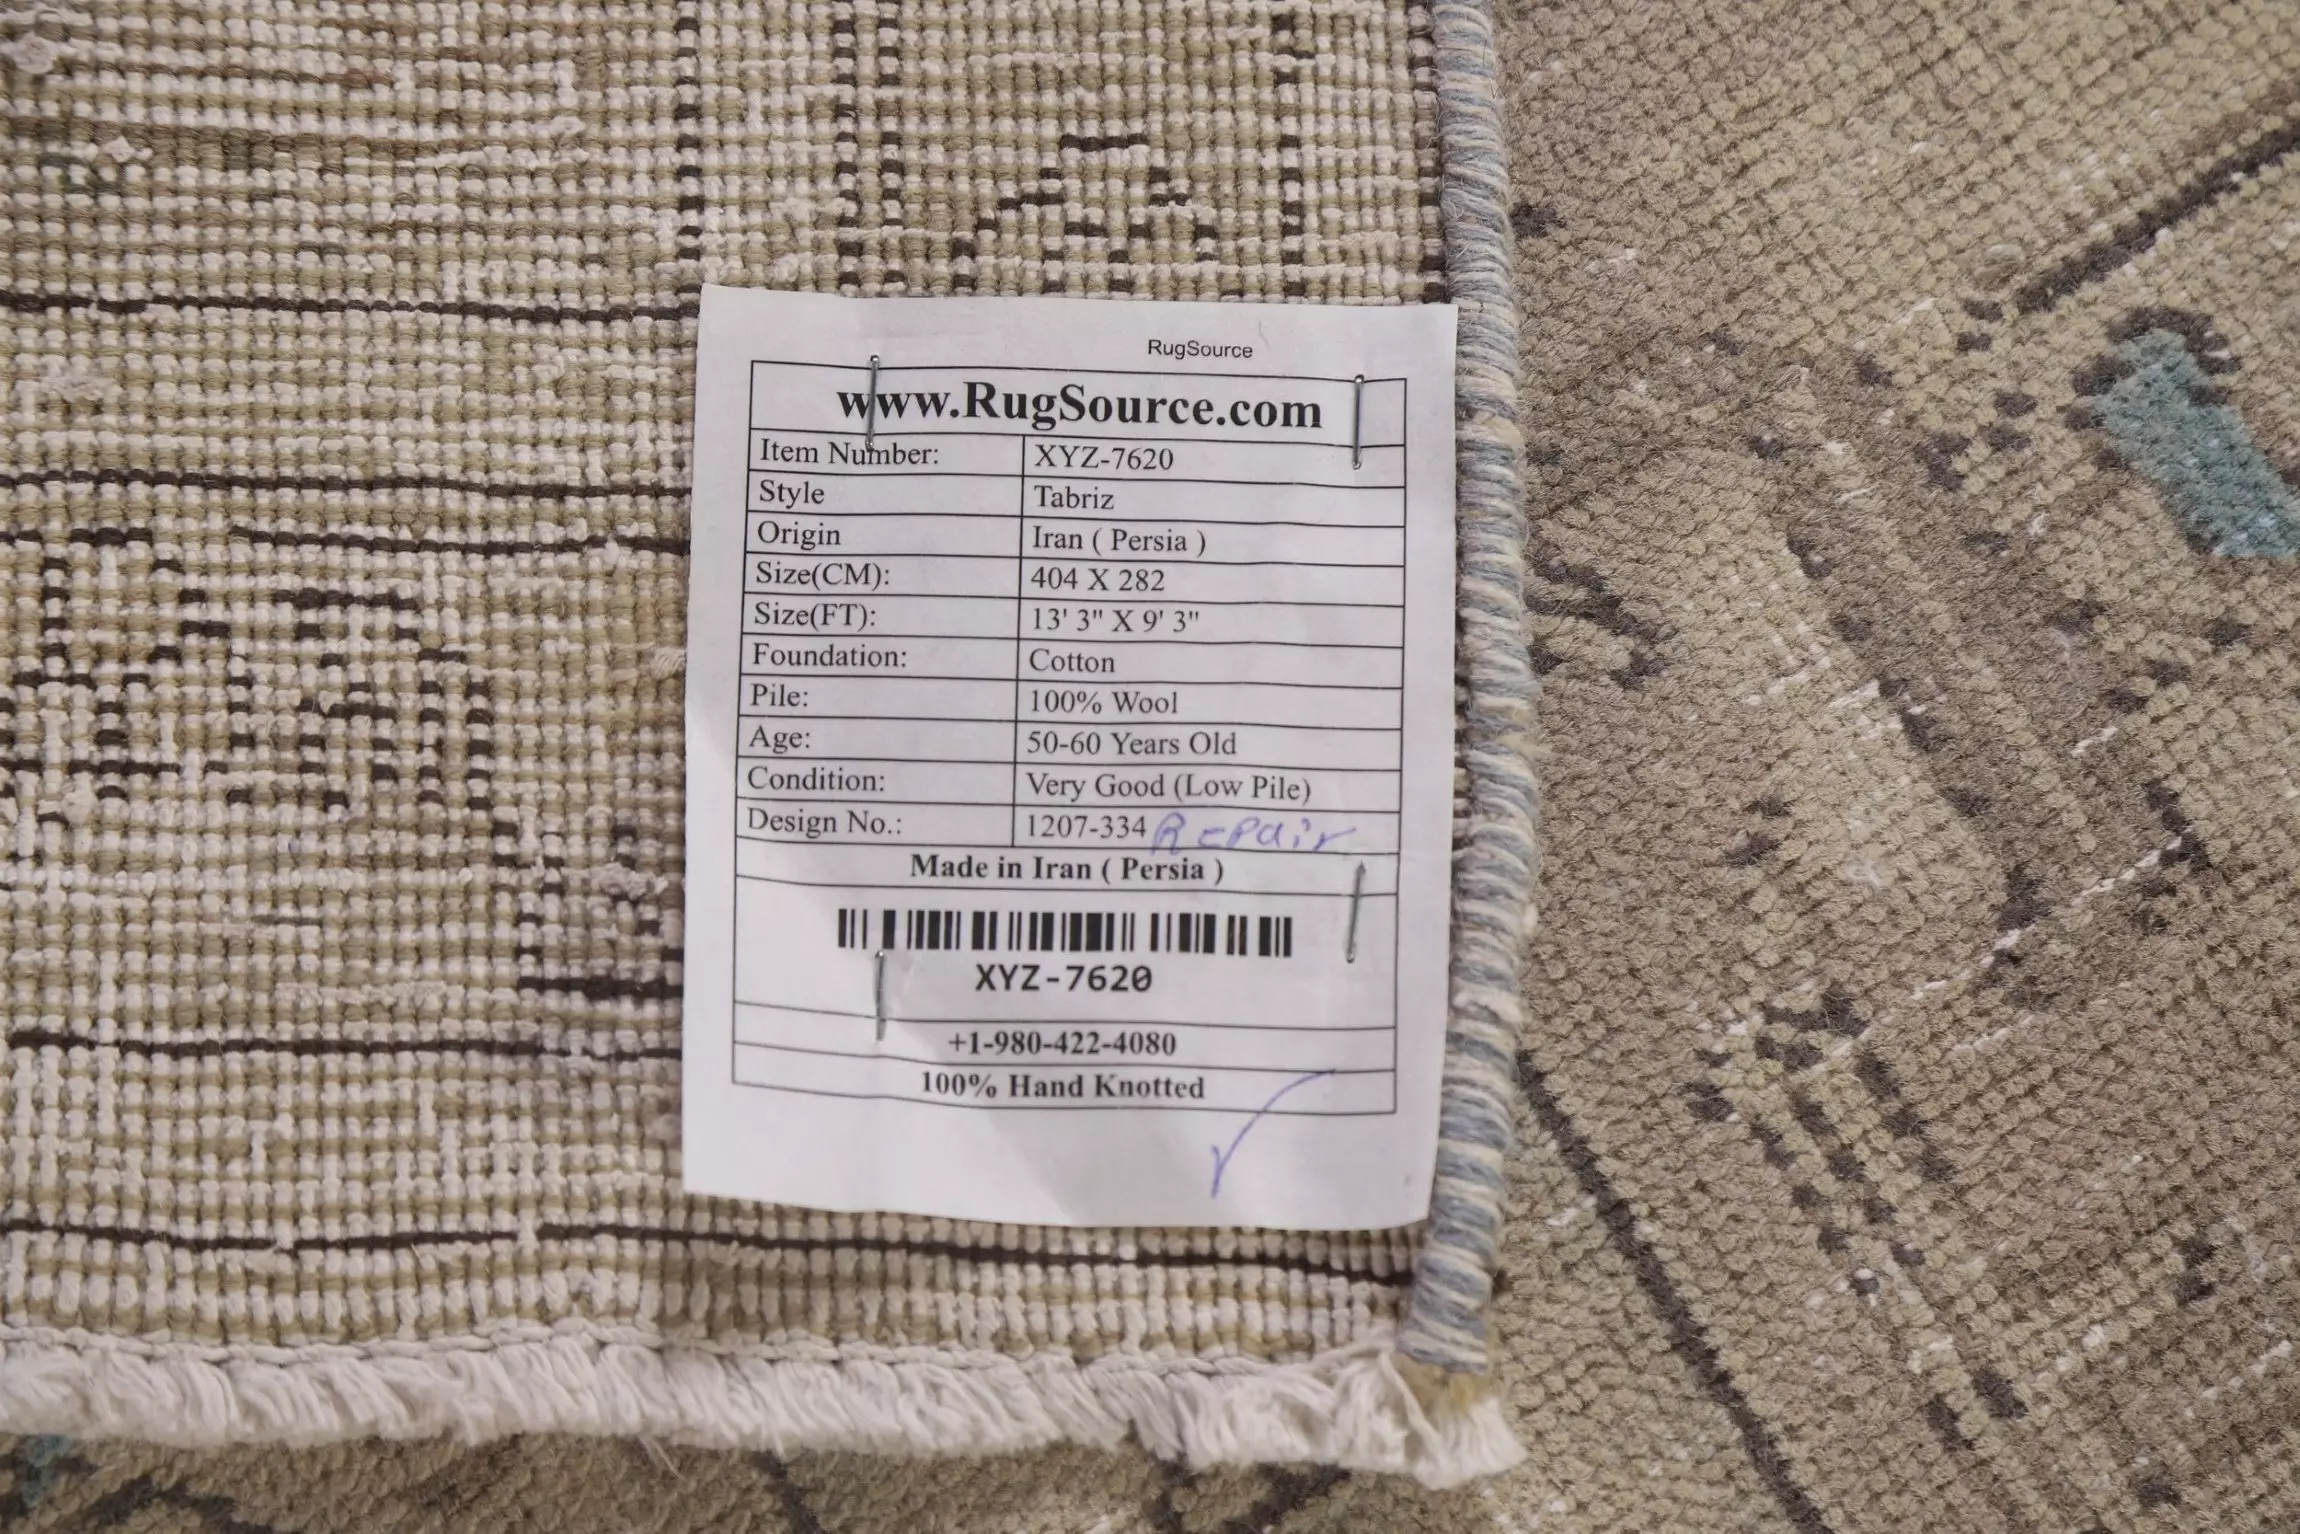 RugSource
www.RugSource.com
Item Number: XYZ-7620
Style Tabriz
Origin Iran ( Persia )
Size(CM): 404 X 282
Size(FT): 13' 3" X 9' 3"
Foundation: Cotton
Pile: 100% Wool
Age: 50-60 Years Old
Condition: Very Good (Low Pile)
Design No.: 1207-334 Repair
Made in Iran ( Persia )
XYZ-7620
+1-980-422-4080
100% Hand Knotted